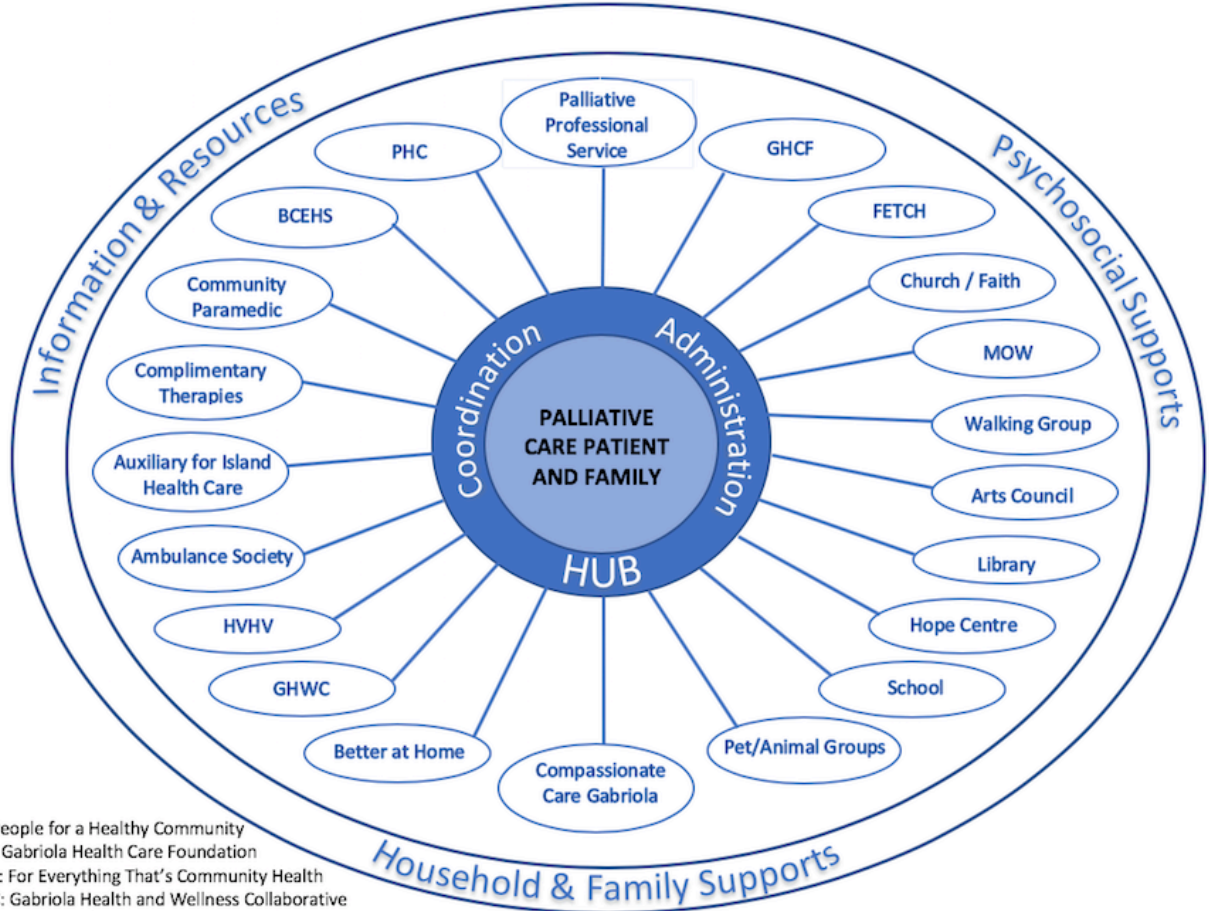 Information & Resources
Psychosocial Supports
Household & Family Supports
Palliative
Professional
Service
GHCF
FETCH
Church / Faith
MOW
Walking Group
Arts Council
Library
Hope Centre
School
Pet/Animal Groups
Compassionate
Care Gabriola
Better at Home
GHWC
HVHV
Ambulance Society
Auxiliary for Island
Health Care
Complimentary
Therapies
Community
Paramedic
BCEHS
PHC
Coordination
Administration
HUB
PALLIATIVE
CARE PATIENT
AND FAMILY
eople for a Healthy Community
Gabriola Health Care Foundation
: For Everything That's Community Health
: Gabriola Health and Wellness Collaborative